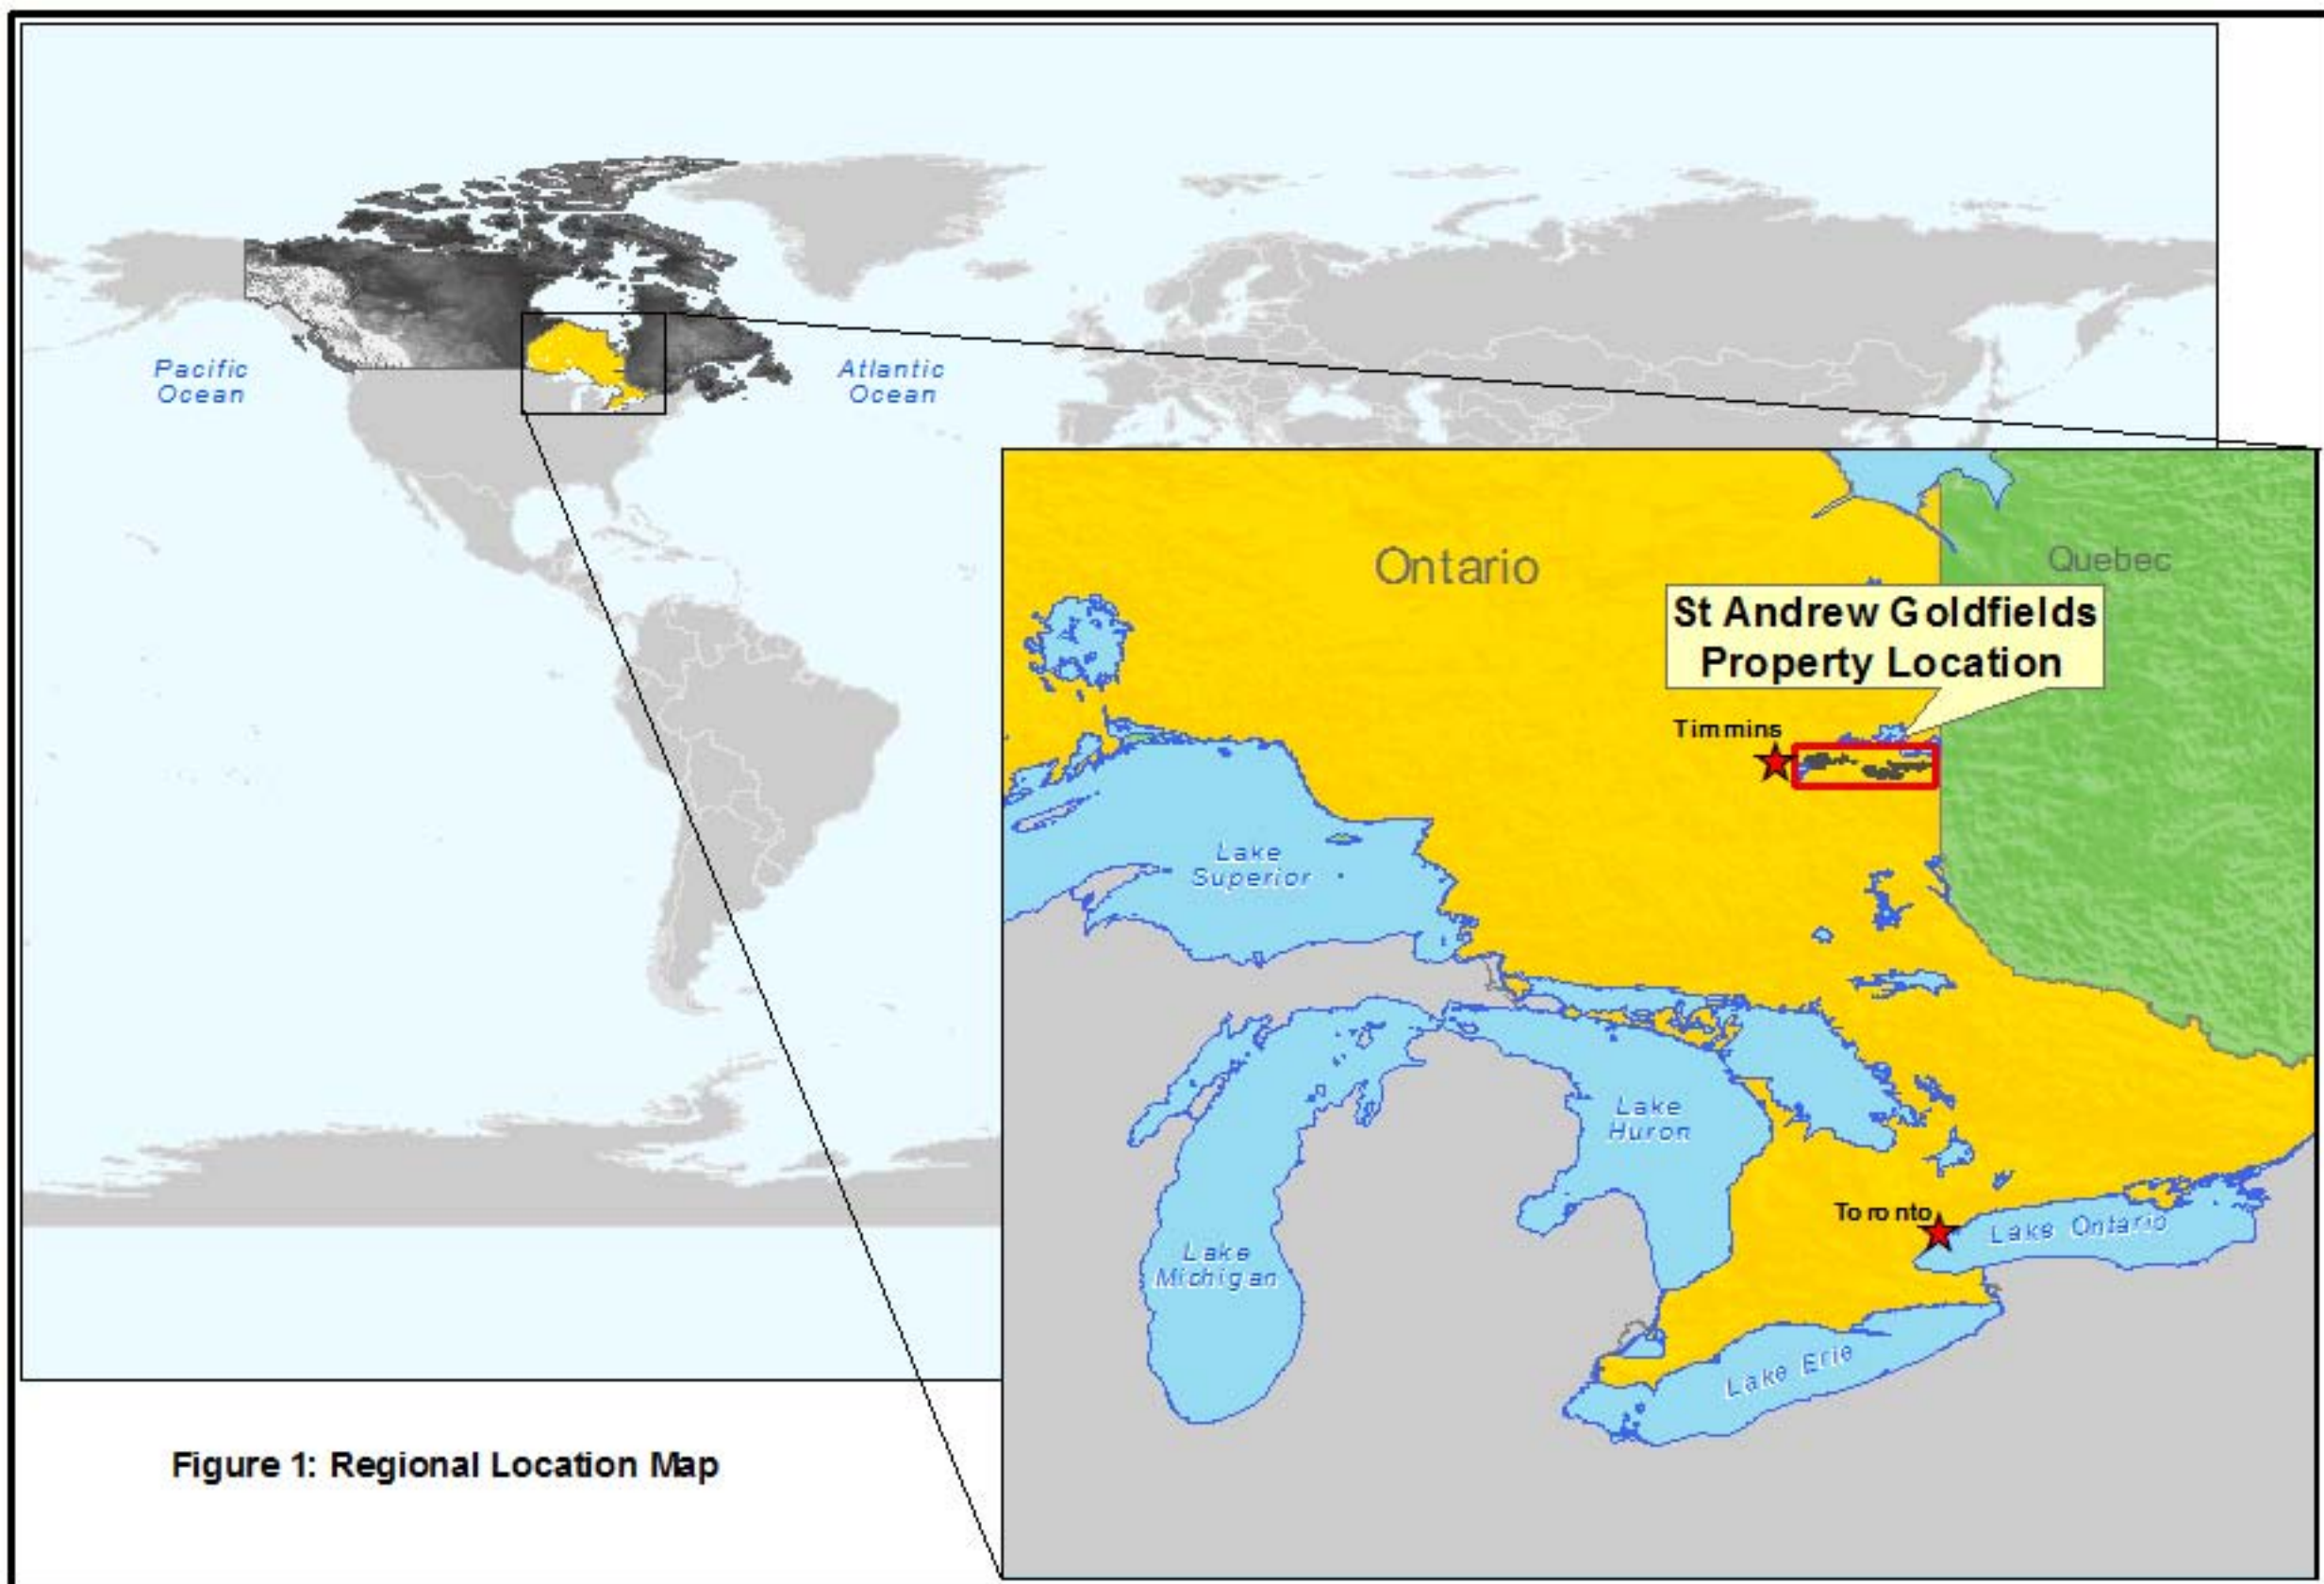 Pacific
Ocean
Atlantic
Ocean
Ontario
Quebec
St Andrew Goldfields
Property Location
Timmins
Lake
Superior
Lake
Huron
Toronto
Lake Ontario
Lake
Michigan
Lake Erie
Figure 1: Regional Location Map